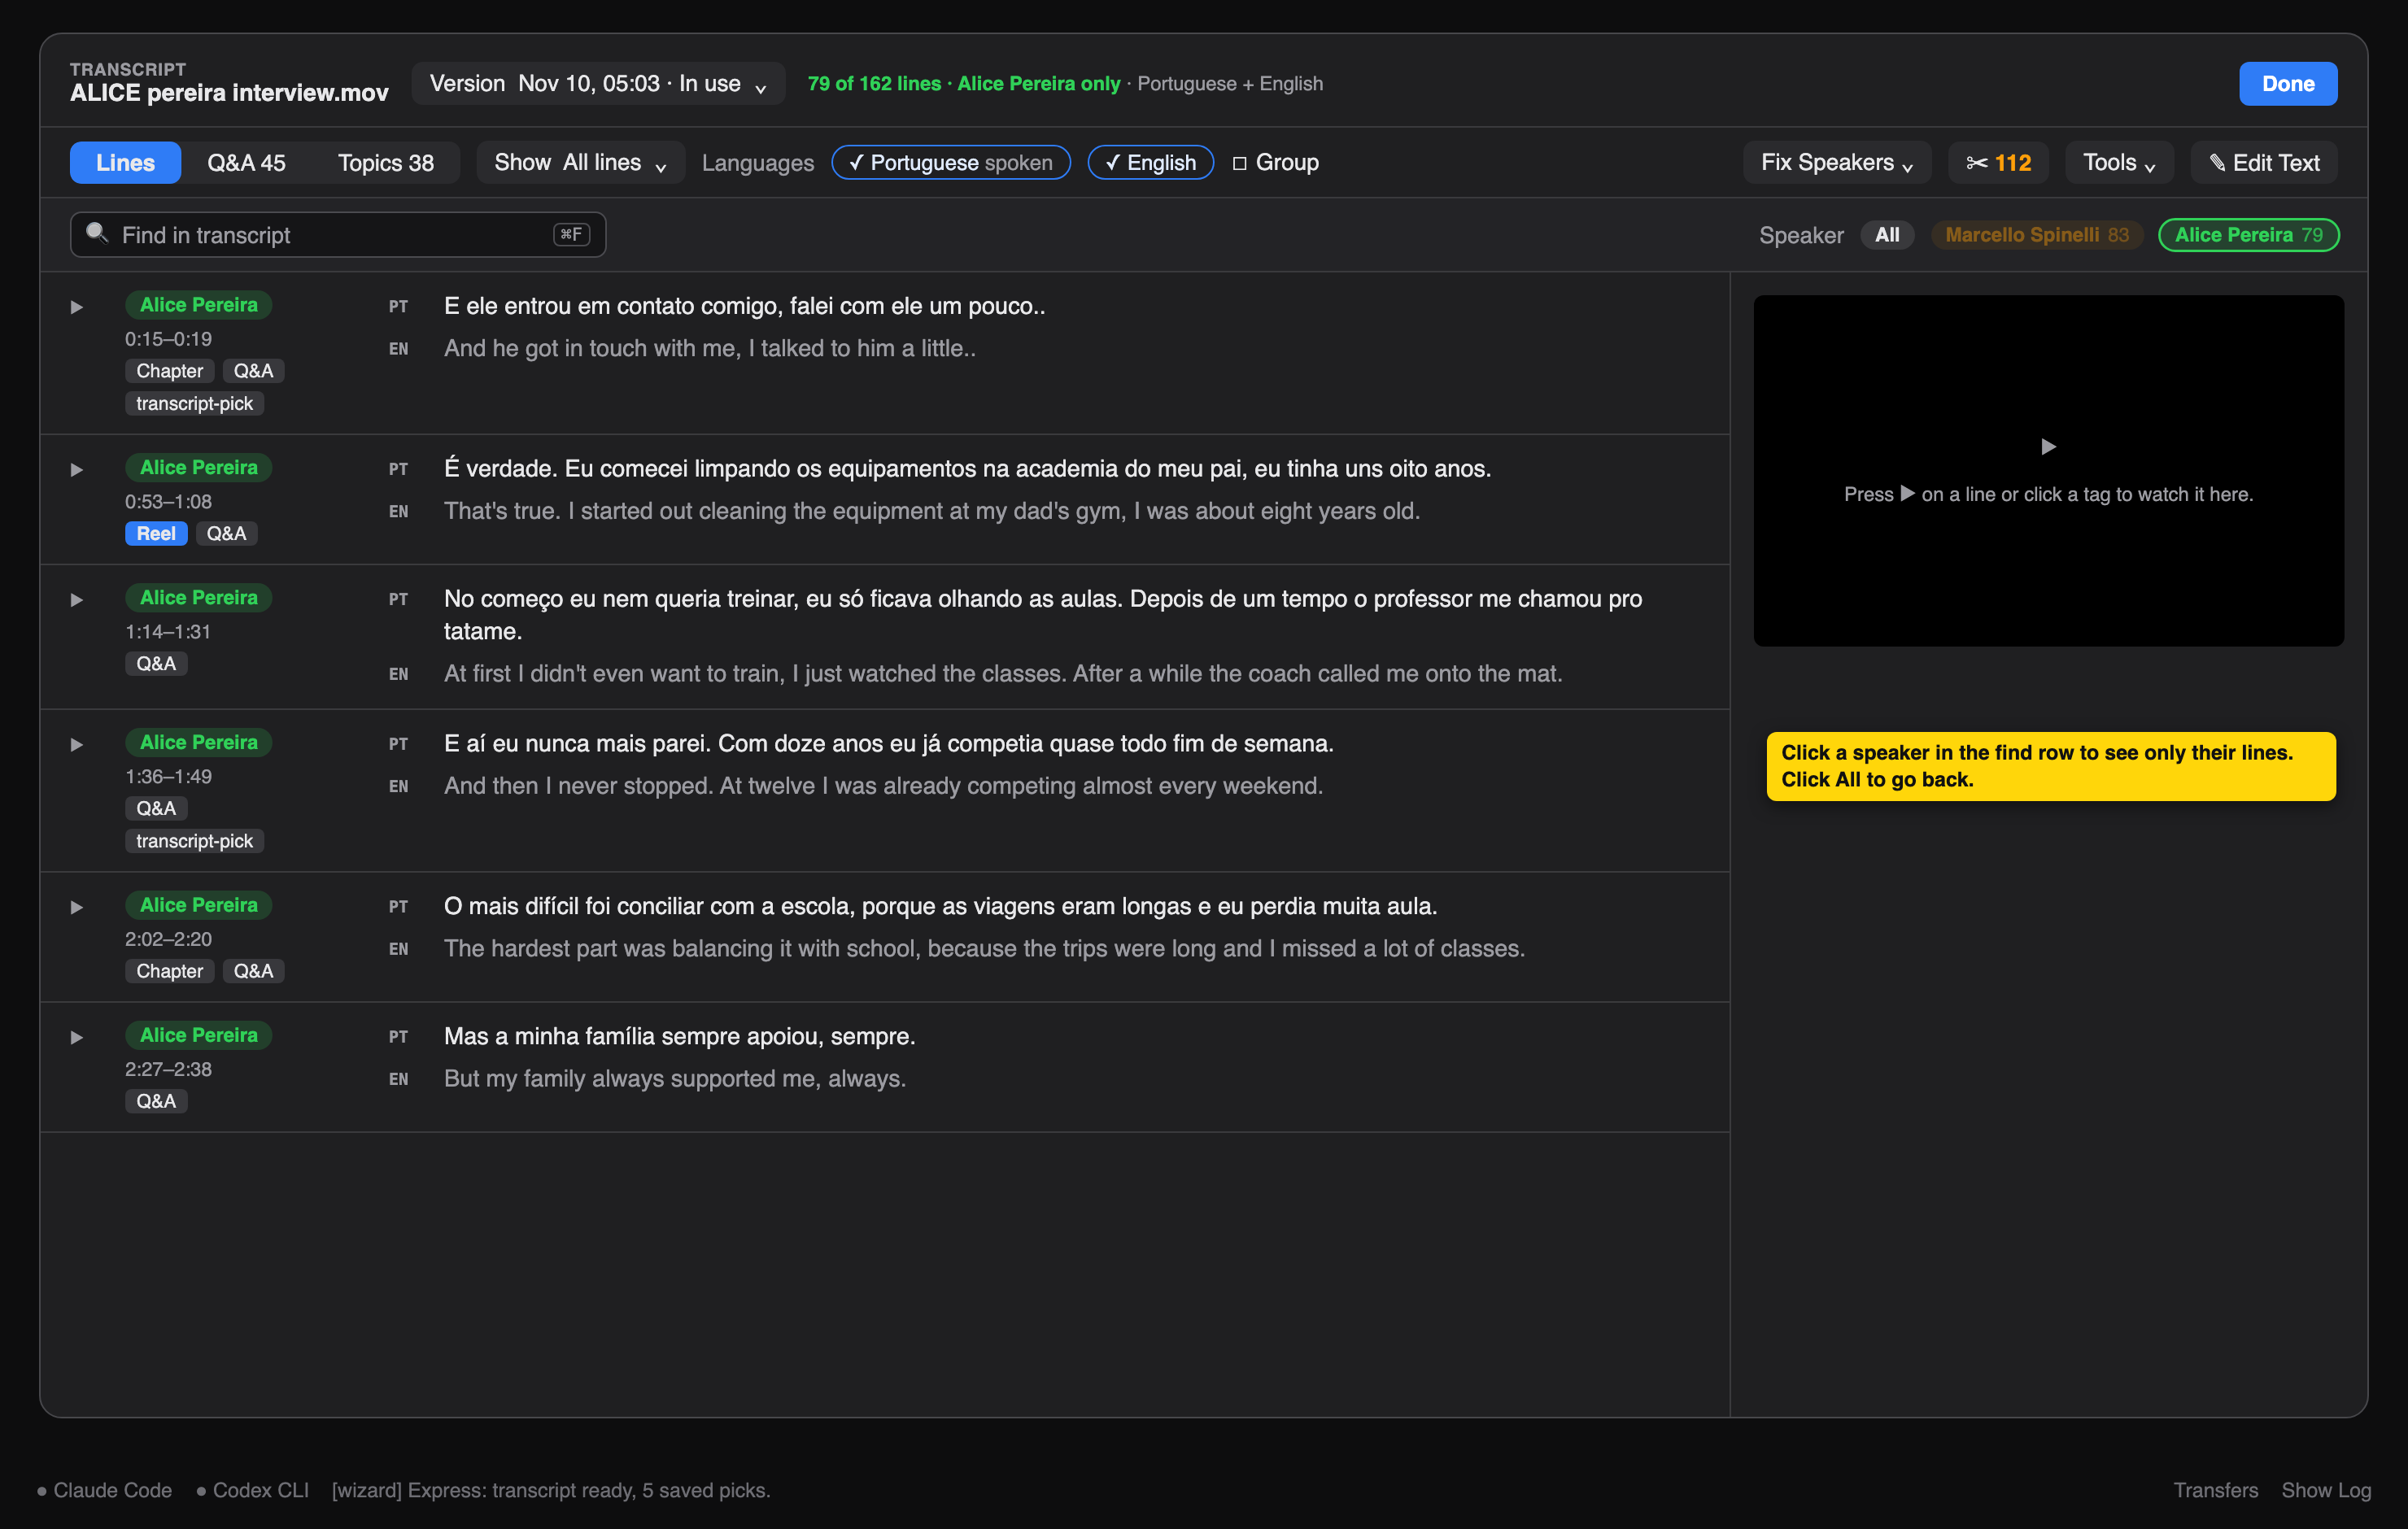 TRANSCRIPT
ALICE pereira interview.mov
Version Nov 10, 05:03 · In use
79 of 162 lines · Alice Pereira only · Portuguese + English
Done
Lines
Q&A 45
Topics 38
Show All lines
Languages
✓ Portuguese spoken
✓ English
Group
Fix Speakers
✂ 112
Tools
✎ Edit Text
Find in transcript
⌘F
Speaker
All
Marcello Spinelli 83
Alice Pereira 79
Alice Pereira
0:15–0:19
Chapter Q&A
transcript-pick
PT E ele entrou em contato comigo, falei com ele um pouco..
EN And he got in touch with me, I talked to him a little..
Alice Pereira
0:53–1:08
Reel Q&A
PT É verdade. Eu comecei limpando os equipamentos na academia do meu pai, eu tinha uns oito anos.
EN That's true. I started out cleaning the equipment at my dad's gym, I was about eight years old.
Alice Pereira
1:14–1:31
Q&A
PT No começo eu nem queria treinar, eu só ficava olhando as aulas. Depois de um tempo o professor me chamou pro
tatame.
EN At first I didn't even want to train, I just watched the classes. After a while the coach called me onto the mat.
Alice Pereira
1:36–1:49
Q&A
transcript-pick
PT E aí eu nunca mais parei. Com doze anos eu já competia quase todo fim de semana.
EN And then I never stopped. At twelve I was already competing almost every weekend.
Alice Pereira
2:02–2:20
Chapter Q&A
PT O mais difícil foi conciliar com a escola, porque as viagens eram longas e eu perdia muita aula.
EN The hardest part was balancing it with school, because the trips were long and I missed a lot of classes.
Alice Pereira
2:27–2:38
Q&A
PT Mas a minha família sempre apoiou, sempre.
EN But my family always supported me, always.
Press ▶ on a line or click a tag to watch it here.
Click a speaker in the find row to see only their lines.
Click All to go back.
Claude Code
Codex CLI
[wizard] Express: transcript ready, 5 saved picks.
Transfers
Show Log